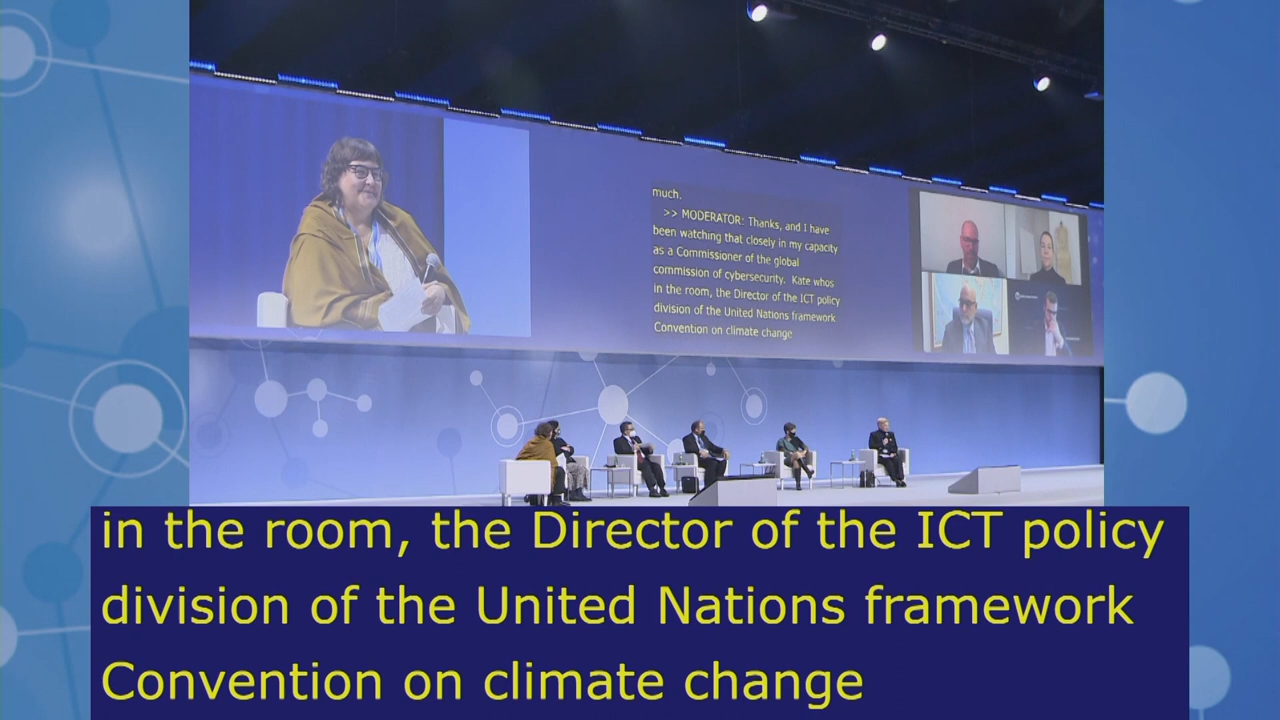 much.
>> MODERATOR: Thanks, and I have
been watching that closely in my capacity
as a Commissioner of the global
commission of cybersecurity. Kate whos
in the room, the Director of the ICT policy
division of the United Nations framework
Convention on climate change
in the room, the Director of the ICT policy
division of the United Nations framework
Convention on climate change